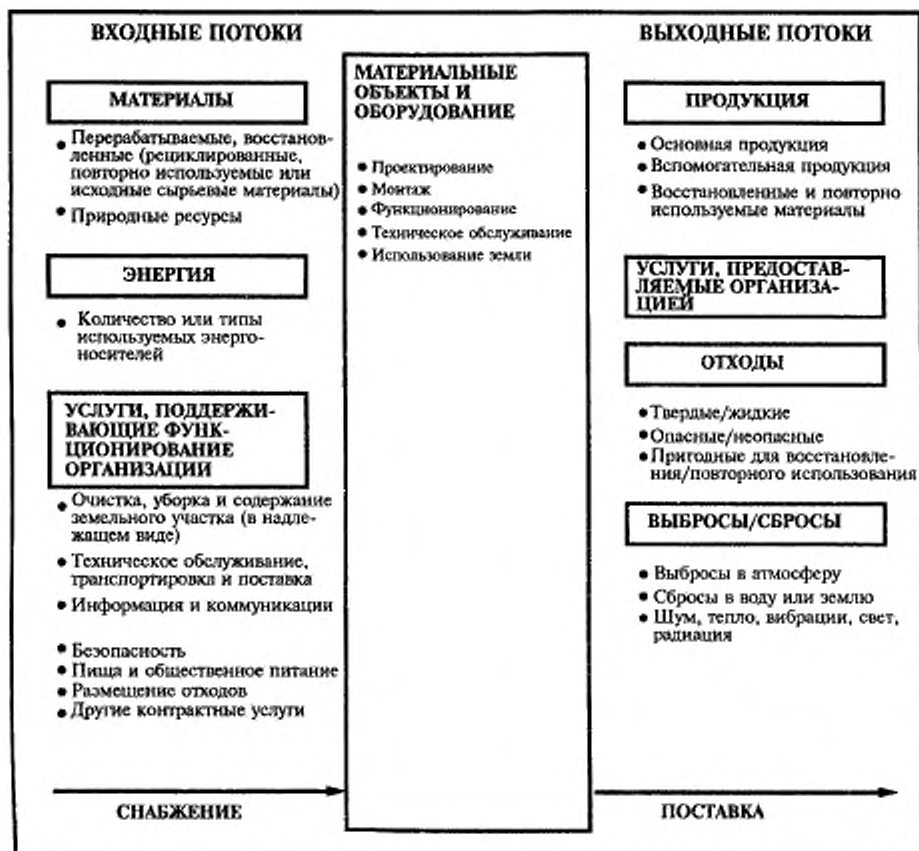 ВХОДНЫЕ ПОТОКИ
МАТЕРИАЛЫ
• Перерабатываемые, восстанов-
ленные (рециклированные,
повторно используемые или
исходные сырьевые материалы)
• Природные ресурсы
ЭНЕРГИЯ
• Количество или типы
используемых энерго-
носителей
УСЛУГИ, ПОДДЕРЖИ-
ВАЮЩИЕ ФУНК-
ЦИОНИРОВАНИЕ
ОРГАНИЗАЦИИ
• Очистка, уборка и содержание
земельного участка (в надле-
жащем виде)
• Техническое обслуживание,
транспортировка и поставка
• Информация и коммуникации
• Безопасность
• Пища и общественное питание
• Размещение отходов
• Другие контрактные услуги
СНАБЖЕНИЕ
МАТЕРИАЛЬНЫЕ
ОБЪЕКТЫ И
ОБОРУДОВАНИЕ
• Проектирование
• Монтаж
• Функционирование
• Техническое обслуживание
• Использование земли
ВЫХОДНЫЕ ПОТОКИ
ПРОДУКЦИЯ
• Основная продукция
• Вспомогательная продукция
• Восстановленные и повторно
используемые материалы
УСЛУГИ, ПРЕДОСТАВ-
ЛЯЕМЫЕ ОРГАНИЗА-
ЦИЕЙ
ОТХОДЫ
• Твердые/жидкие
• Опасные/неопасные
• Пригодные для восстановле-
ния/повторного использования
ВЫБРОСЫ/СБРОСЫ
• Выбросы в атмосферу
• Сбросы в воду или землю
• Шум, тепло, вибрации, свет,
радиация
ПОСТАВКА